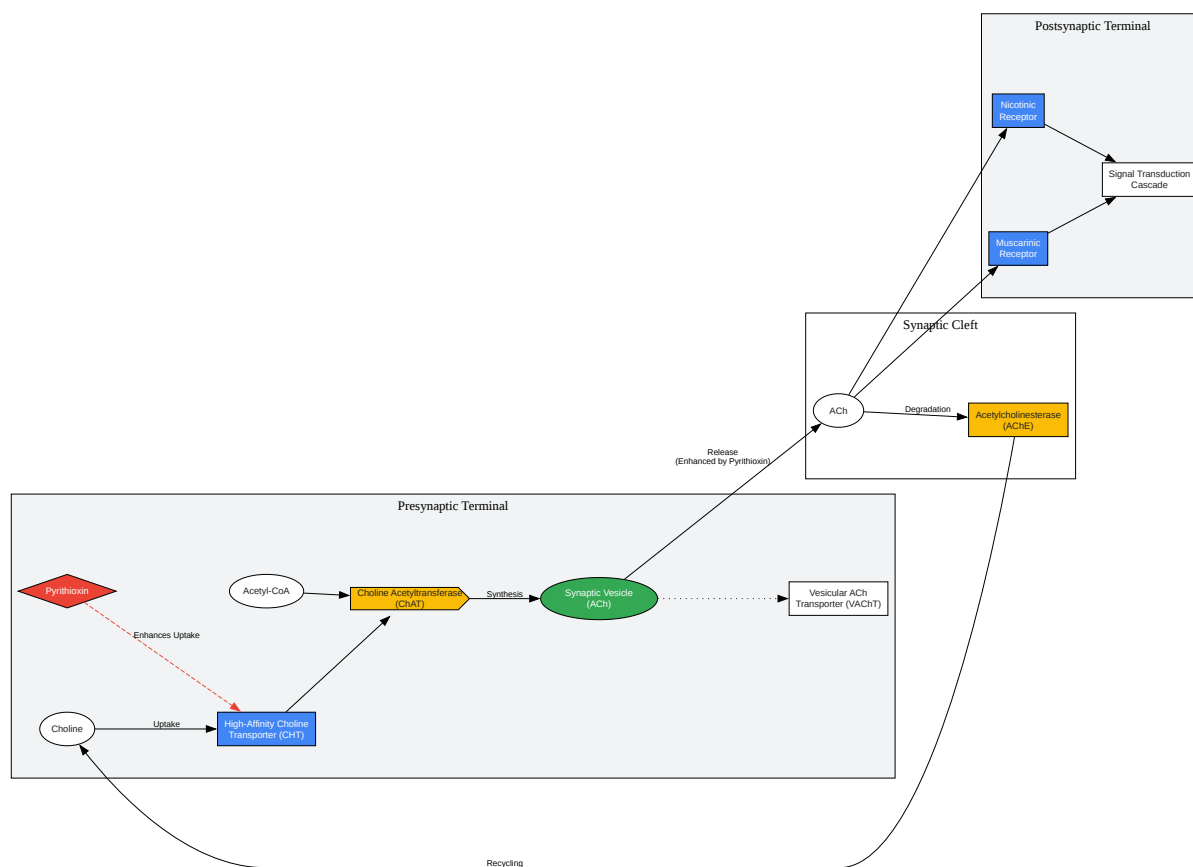 Postsynaptic Terminal
Nicotinic
Receptor
Signal Transduction
Cascade
Muscarinic
Receptor
Synaptic Cleft
ACh
Degradation
Acetylcholinesterase
(AChE)
Release
(Enhanced by Pyrithioxin)
Presynaptic Terminal
Pyrithioxin
Acetyl-CoA
Choline Acetyltransferase
(ChAT)
Synthesis
Synaptic Vesicle
(ACh)
Vesicular ACh
Transporter (VAChT)
Enhances Uptake
Choline
Uptake
High-Affinity Choline
Transporter (CHT)
Recycling